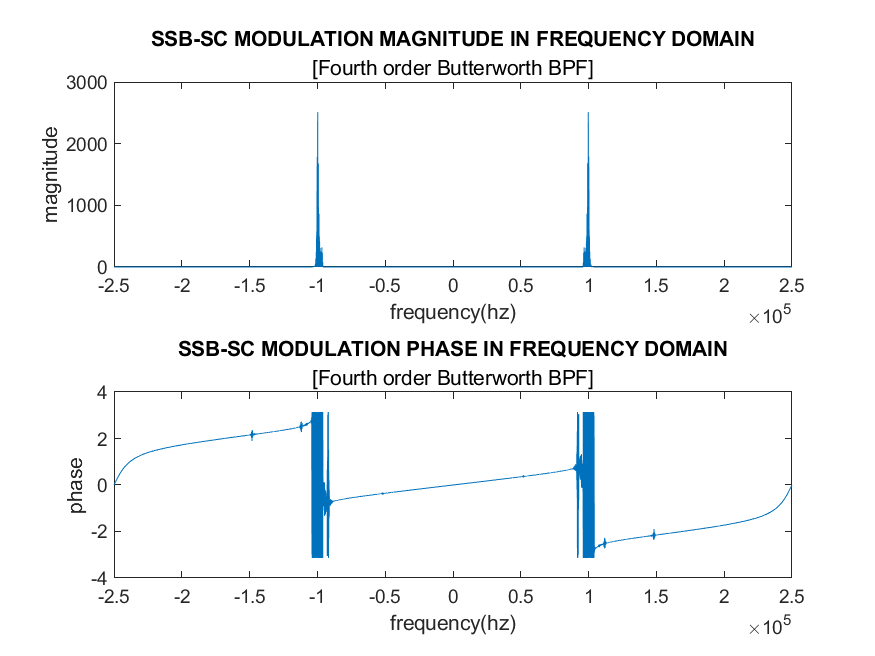 SSB-SC MODULATION MAGNITUDE IN FREQUENCY DOMAIN
[Fourth order Butterworth BPF]
3000
2000
1000
0
magnitude
-2.5 -2 -1.5 -1 -0.5 0 0.5 1 1.5 2 2.5
frequency(hz)
×10^5
SSB-SC MODULATION PHASE IN FREQUENCY DOMAIN
[Fourth order Butterworth BPF]
4
2
0
-2
-4
phase
-2.5 -2 -1.5 -1 -0.5 0 0.5 1 1.5 2 2.5
frequency(hz)
×10^5